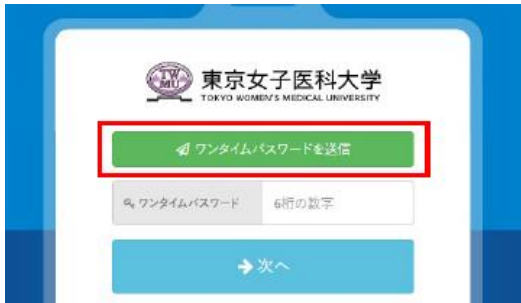 TWMU
東京女子医科大学
TOKYO WOMEN'S MEDICAL UNIVERSITY
ワンタイムパスワードを送信
ワンタイムパスワード 6桁の数字
次へ